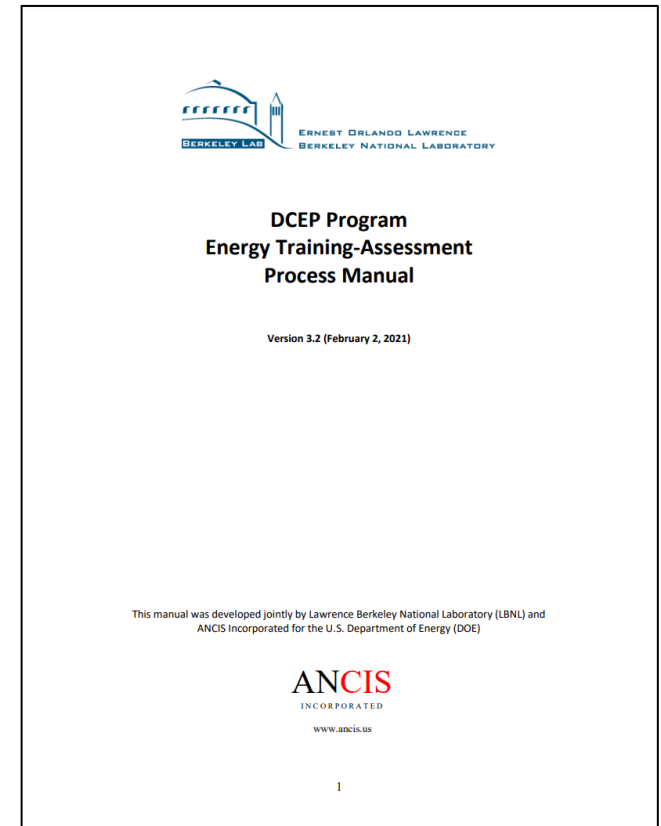 BERKELEY LAB
ERNEST ORLANDO LAWRENCE
BERKELEY NATIONAL LABORATORY
DCEP Program
Energy Training-Assessment
Process Manual
Version 3.2 (February 2, 2021)
This manual was developed jointly by Lawrence Berkeley National Laboratory (LBNL) and
ANCIS Incorporated for the U.S. Department of Energy (DOE)
ANCIS
INCORPORATED
www.ancis.us
1